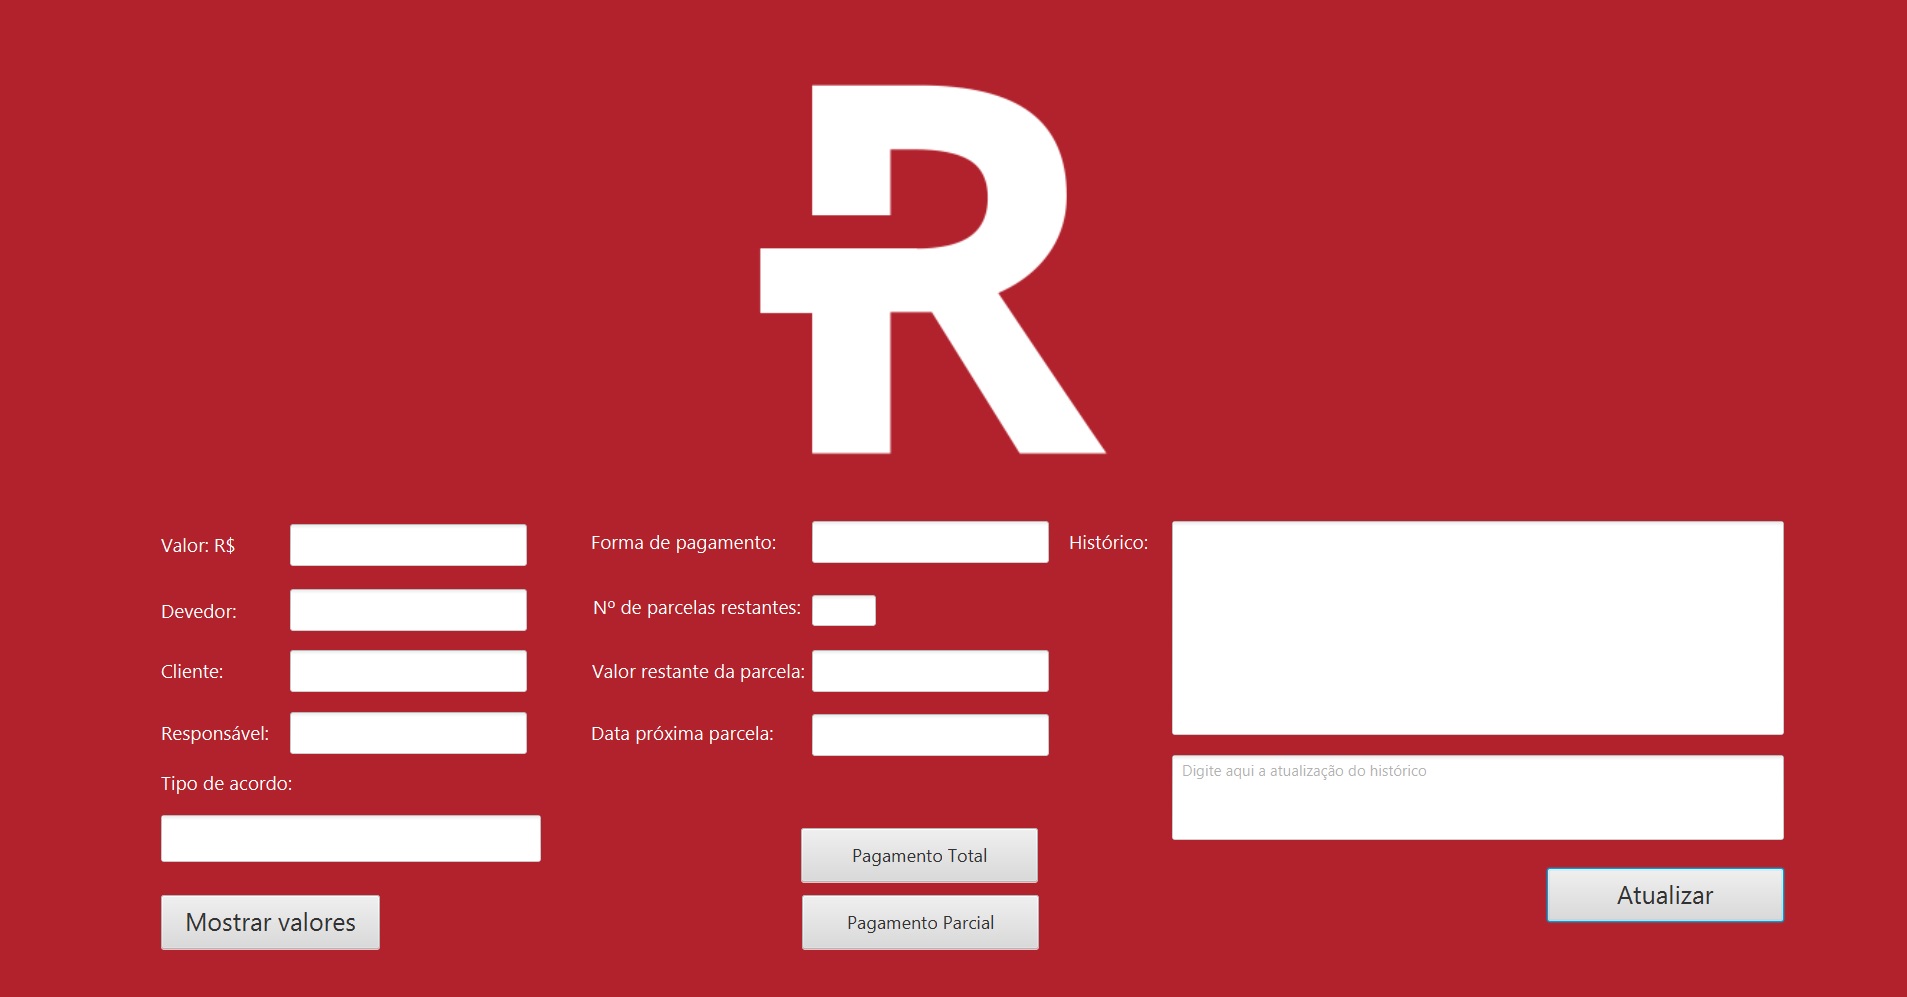 R
Valor: R$
Devedor:
Cliente:
Responsável:
Tipo de acordo:
Mostrar valores
Forma de pagamento:
Nº de parcelas restantes:
Valor restante da parcela:
Data próxima parcela:
Pagamento Total
Pagamento Parcial
Histórico:
Digite aqui a atualização do histórico
Atualizar